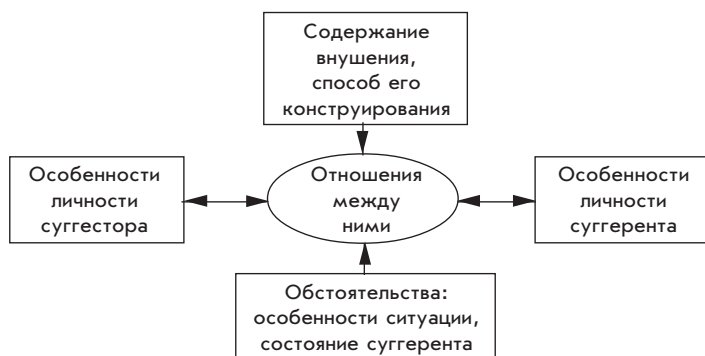 Содержание
внушения,
способ его
конструирования
Особенности
личности
суггестора
Отношения
между
ними
Особенности
личности
суггерента
Обстоятельства:
особенности ситуации,
состояние суггерента